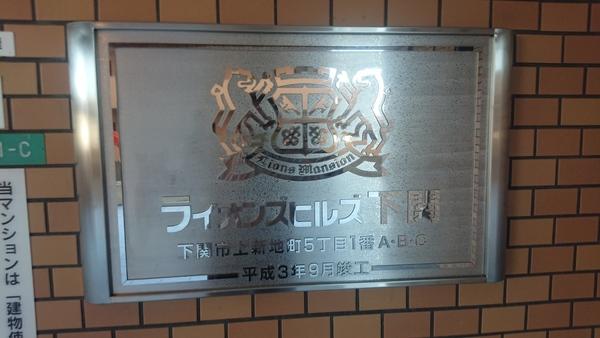 Lions Mansion
ライオンズヒルズ下関
下関市上新地町5丁目1番A・B・C
平成3年9月竣工
-C
当マンションは「建物使